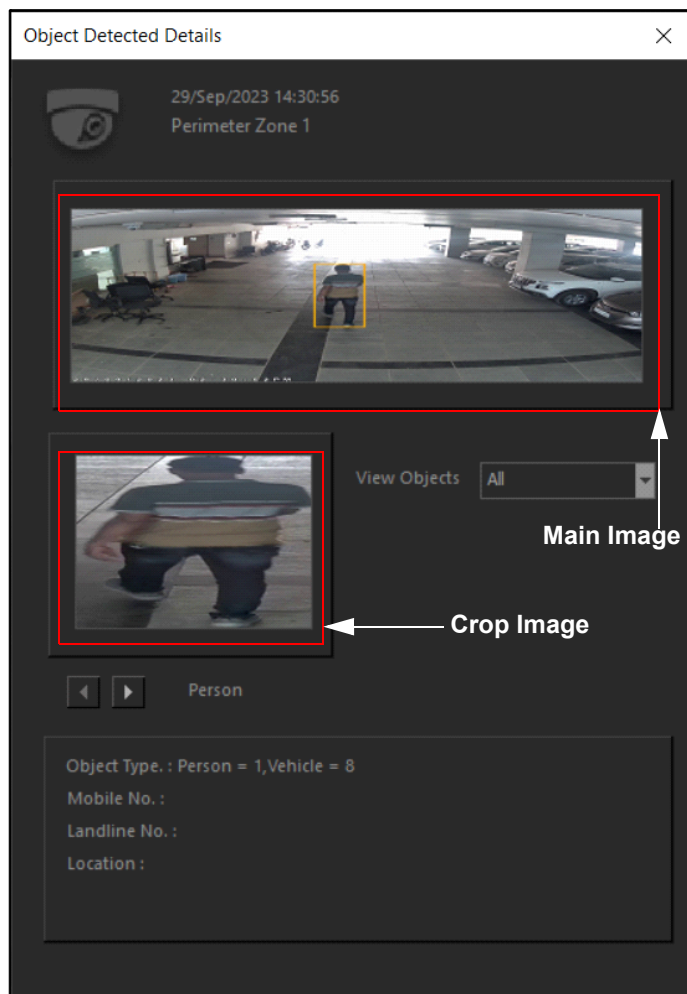 Object Detected Details
29/Sep/2023 14:30:56
Perimeter Zone 1
View Objects All
Main Image
Crop Image
Person
Object Type. : Person = 1,Vehicle = 8
Mobile No. :
Landline No. :
Location :